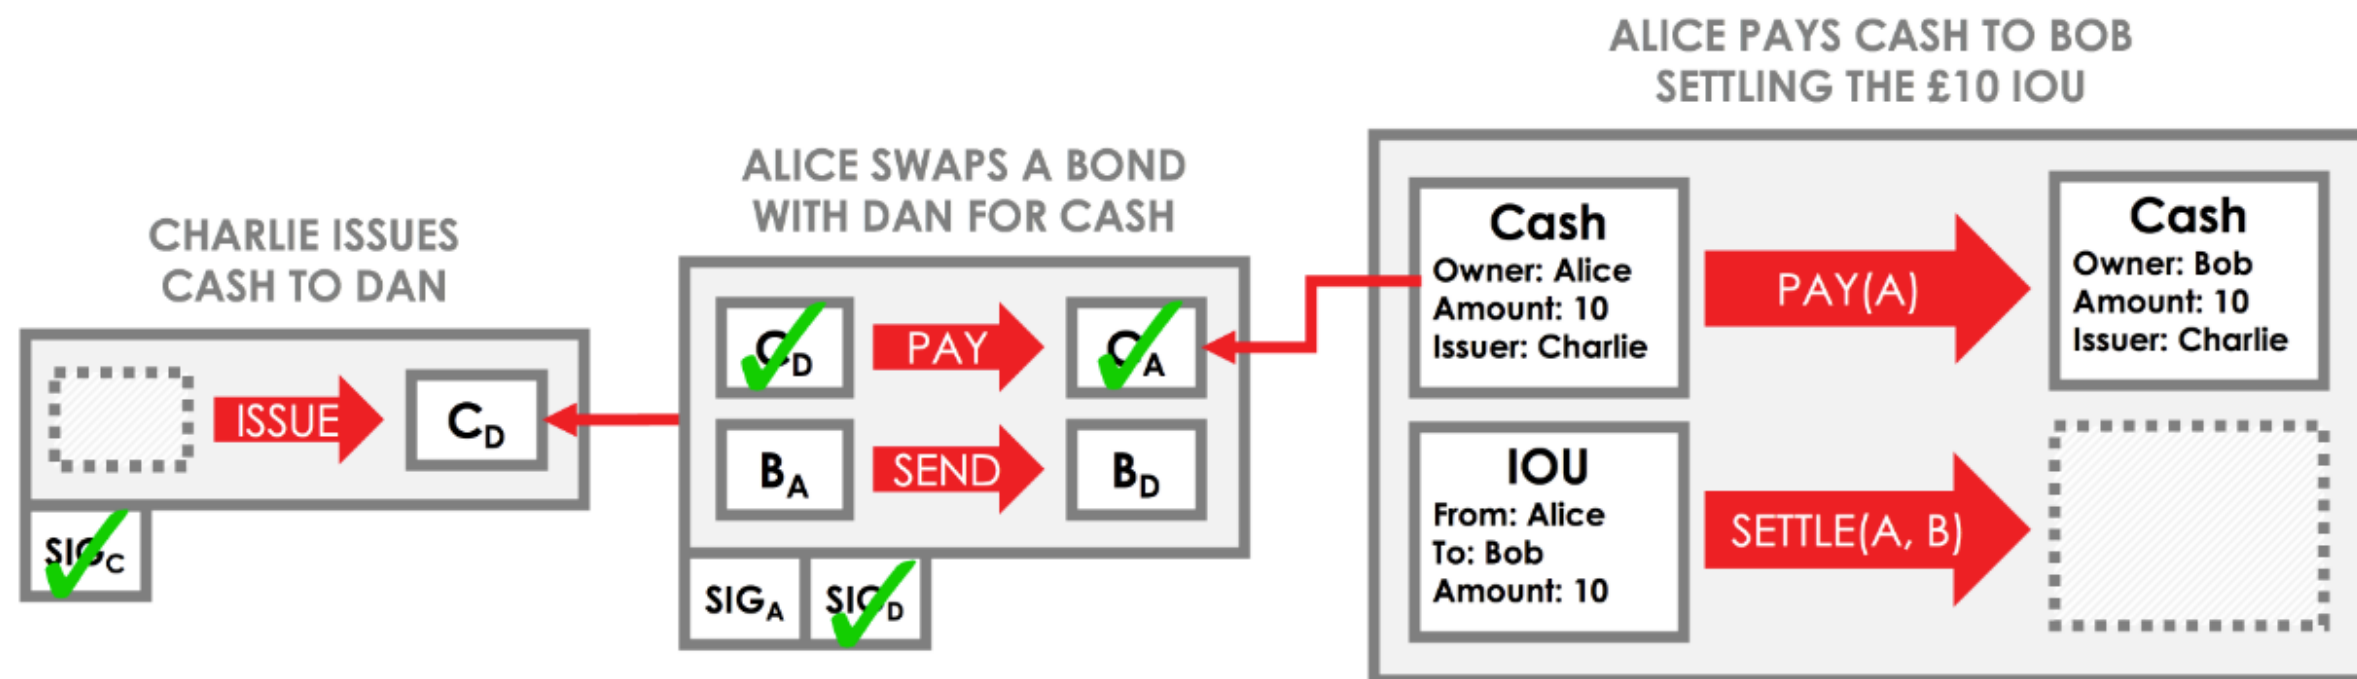 CHARLIE ISSUES
CASH TO DAN
ISSUE
CD
SIGC
ALICE SWAPS A BOND
WITH DAN FOR CASH
CD
PAY
CA
BA
SEND
BD
SIGA
SIGD
ALICE PAYS CASH TO BOB
SETTLING THE £10 IOU
Cash
Owner: Alice
Amount: 10
Issuer: Charlie
PAY(A)
Cash
Owner: Bob
Amount: 10
Issuer: Charlie
IOU
From: Alice
To: Bob
Amount: 10
SETTLE(A, B)